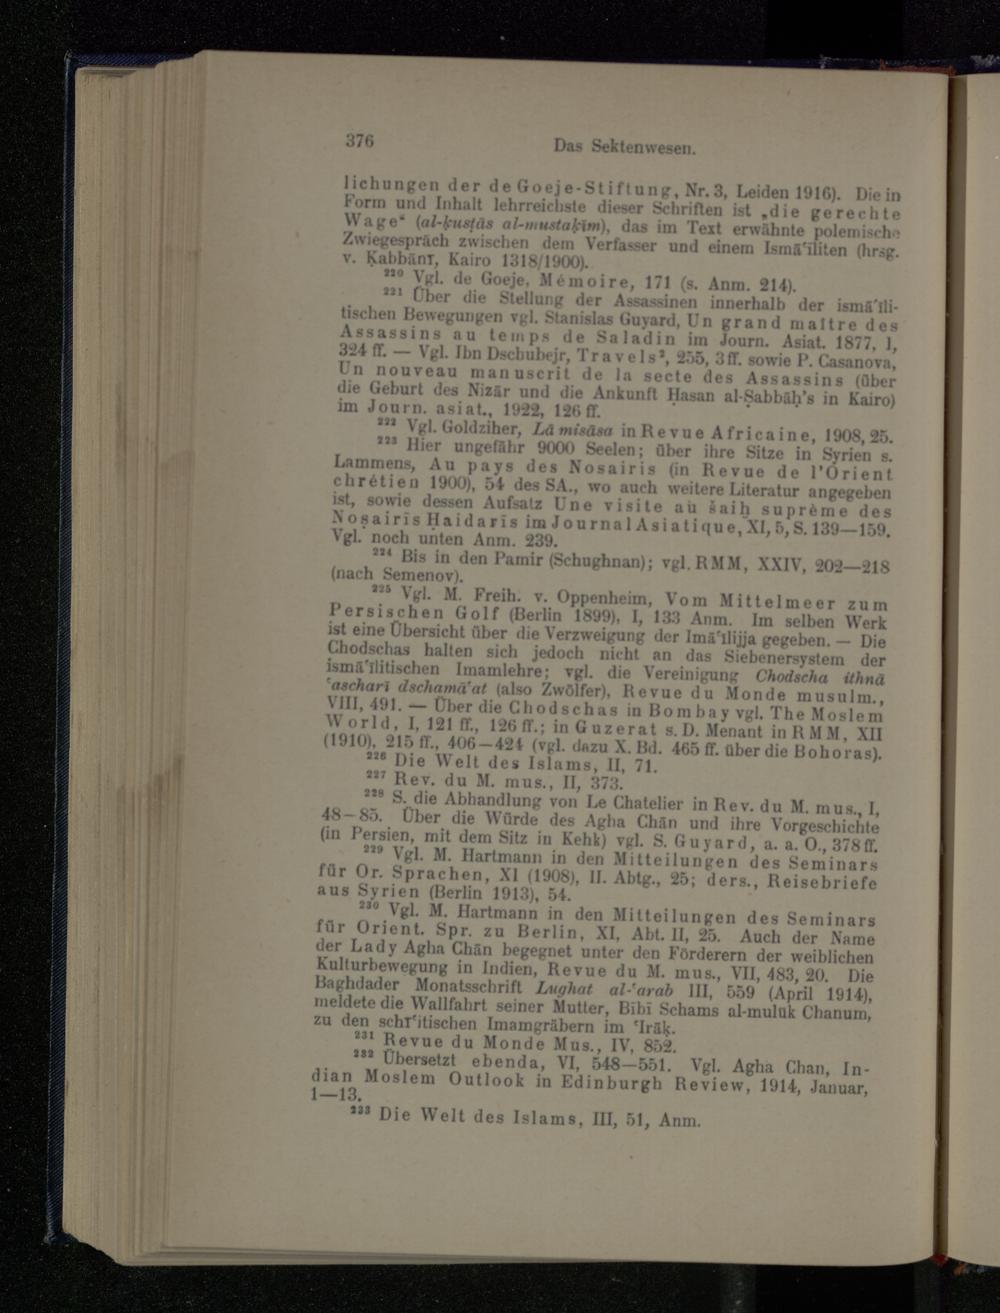 376 Das Sektenwesen.
lichungen der de Goeje-Stiftung, Nr. 3, Leiden 1916). Die in
Form und Inhalt lehrreichste dieser Schriften ist „die gerechte
Wage“ (al-ḳusṭās al-mustaḳīm), das im Text erwähnte polemische
Zwiegespräch zwischen dem Verfasser und einem Ismāʿīliten (hrsg.
v. Ḳabbānī, Kairo 1318/1900).
²²⁰ Vgl. de Goeje, Mémoire, 171 (s. Anm. 214).
²²¹ Über die Stellung der Assassinen innerhalb der ismāʿīli-
tischen Bewegungen vgl. Stanislas Guyard, Un grand maître des
Assassins au temps de Saladin im Journ. Asiat. 1877, I,
324 ff. — Vgl. Ibn Dschubejr, Travels², 255, 3 ff. sowie P. Casanova,
Un nouveau manuscrit de la secte des Assassins (über
die Geburt des Nizār und die Ankunft Ḥasan al-Ṣabbāḥ's in Kairo)
im Journ. asiat., 1922, 126 ff.
²²² Vgl. Goldziher, Lā misāsa in Revue Africaine, 1908, 25.
²²³ Hier ungefähr 9000 Seelen; über ihre Sitze in Syrien s.
Lammens, Au pays des Nosairis (in Revue de l'Orient
chrétien 1900), 54 des SA., wo auch weitere Literatur angegeben
ist, sowie dessen Aufsatz Une visite au šaiḫ suprême des
Noṣairīs Ḥaidarīs im Journal Asiatique, XI, 5, S. 139—159.
Vgl. noch unten Anm. 239.
²²⁴ Bis in den Pamir (Schughnan); vgl. RMM, XXIV, 202—218
(nach Semenov).
²²⁵ Vgl. M. Freih. v. Oppenheim, Vom Mittelmeer zum
Persischen Golf (Berlin 1899), I, 133 Anm. Im selben Werk
ist eine Übersicht über die Verzweigung der Imāʿīlijja gegeben. — Die
Chodschas halten sich jedoch nicht an das Siebenersystem der
ismāʿīlitischen Imamlehre; vgl. die Vereinigung Chodscha ithnā
ʿascharī dschamāʿat (also Zwölfer), Revue du Monde musulm.,
VIII, 491. — Über die Chodschas in Bombay vgl. The Moslem
World, I, 121 ff., 126 ff.; in Guzerat s. D. Menant in RMM, XII
(1910), 215 ff., 406—424 (vgl. dazu X. Bd. 465 ff. über die Bohoras).
²²⁶ Die Welt des Islams, II, 71.
²²⁷ Rev. du M. mus., II, 373.
²²⁸ S. die Abhandlung von Le Chatelier in Rev. du M. mus., I,
48—85. Über die Würde des Agha Chān und ihre Vorgeschichte
(in Persien, mit dem Sitz in Kehk) vgl. S. Guyard, a. a. O., 378 ff.
²²⁹ Vgl. M. Hartmann in den Mitteilungen des Seminars
für Or. Sprachen, XI (1908), II. Abtg., 25; ders., Reisebriefe
aus Syrien (Berlin 1913), 54.
²³⁰ Vgl. M. Hartmann in den Mitteilungen des Seminars
für Orient. Spr. zu Berlin, XI, Abt. II, 25. Auch der Name
der Lady Agha Chān begegnet unter den Förderern der weiblichen
Kulturbewegung in Indien, Revue du M. mus., VII, 483, 20. Die
Baghdader Monatsschrift Lughat al-ʿarab III, 559 (April 1914),
meldete die Wallfahrt seiner Mutter, Bībī Schams al-mulūk Chanum,
zu den schīʿitischen Imamgräbern im ʿIrāḳ.
²³¹ Revue du Monde Mus., IV, 852.
²³² Übersetzt ebenda, VI, 548—551. Vgl. Agha Chan, In-
dian Moslem Outlook in Edinburgh Review, 1914, Januar,
1—13.
²³³ Die Welt des Islams, III, 51, Anm.